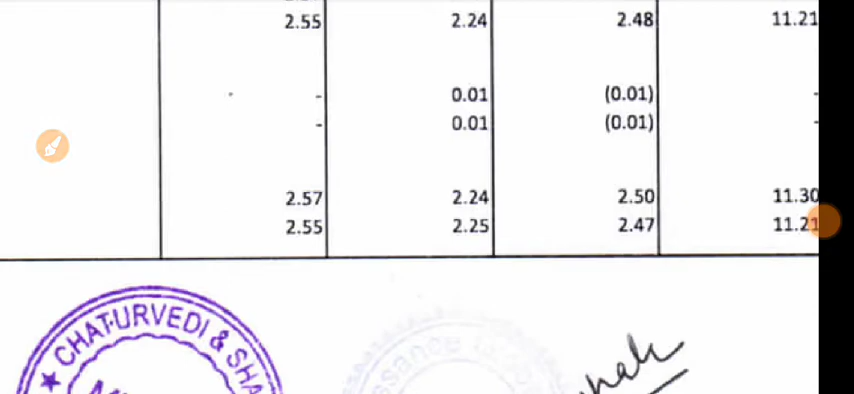 2.55 2.24 2.48 11.21
- 0.01 (0.01) -
- 0.01 (0.01) -
2.57 2.24 2.50 11.30
2.55 2.25 2.47 11.21
★ CHATURVEDI & SHA